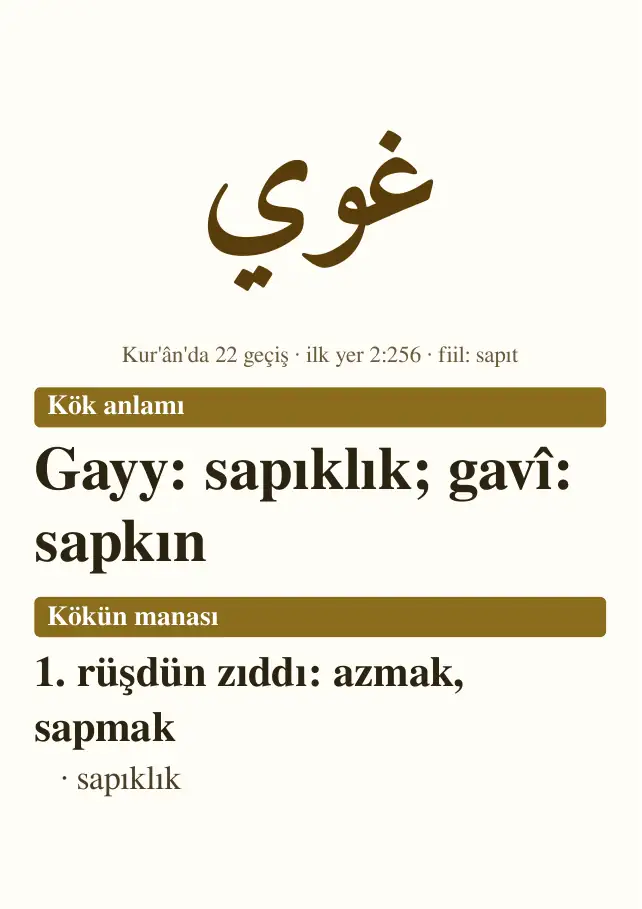 غوي
Kur'ân'da 22 geçiş · ilk yer 2:256 · fiil: sapıt
Kök anlamı
Gayy: sapıklık; gavî:
sapkın
Kökün manası
1. rüşdün zıddı: azmak,
sapmak
· sapıklık